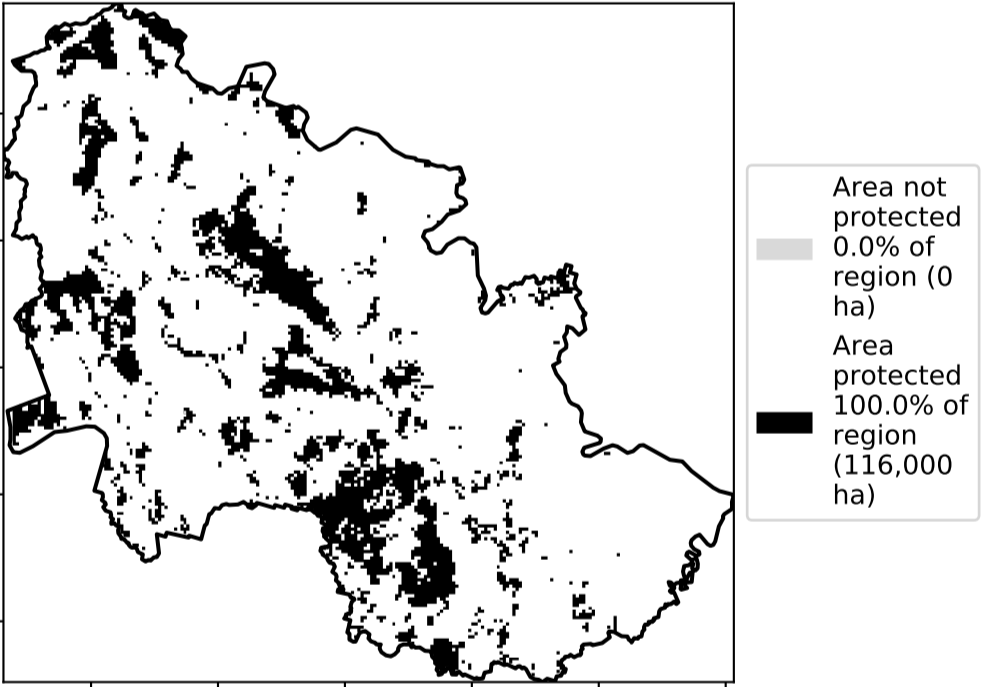 Area not
protected
0.0% of
region (0
ha)
Area
protected
100.0% of
region
(116,000
ha)